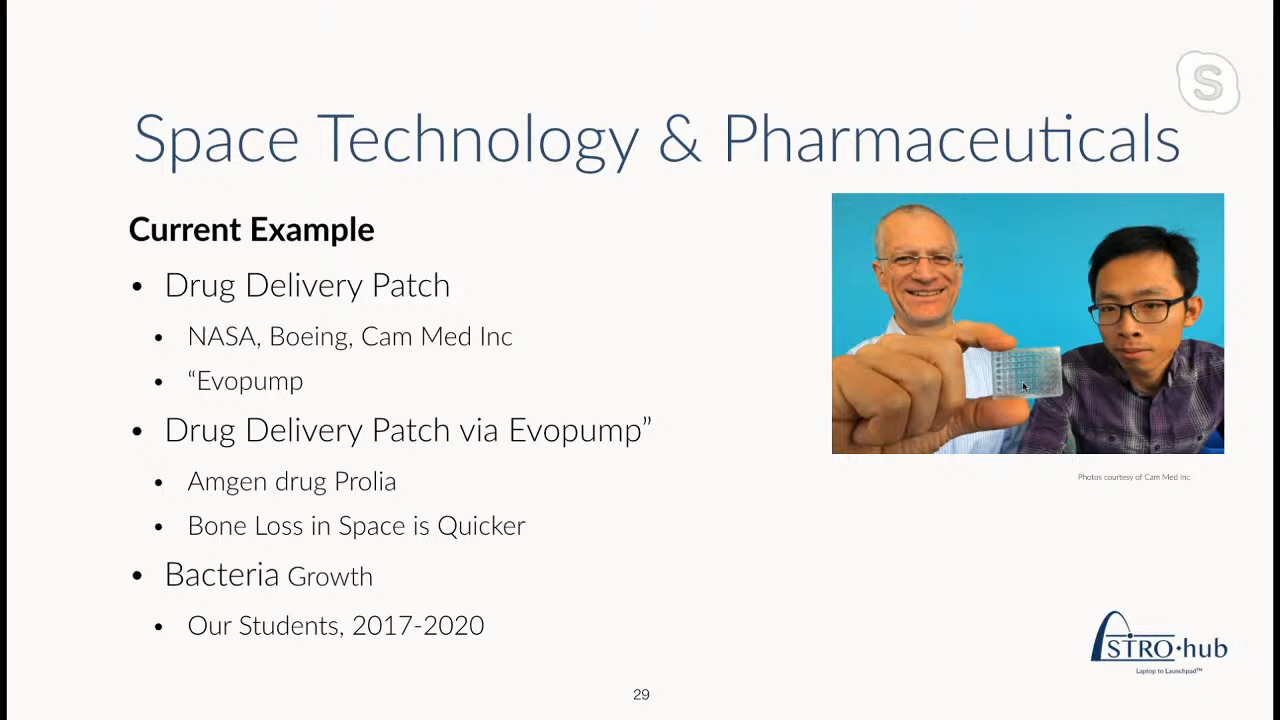 S
Space Technology & Pharmaceuticals
Current Example
• Drug Delivery Patch
• NASA, Boeing, Cam Med Inc
• “Evopump
• Drug Delivery Patch via Evopump”
• Amgen drug Prolia
• Bone Loss in Space is Quicker
• Bacteria Growth
• Our Students, 2017-2020
Photos courtesy of Cam Med Inc
ASTRO•hub
Laptop to Launchpad™
29